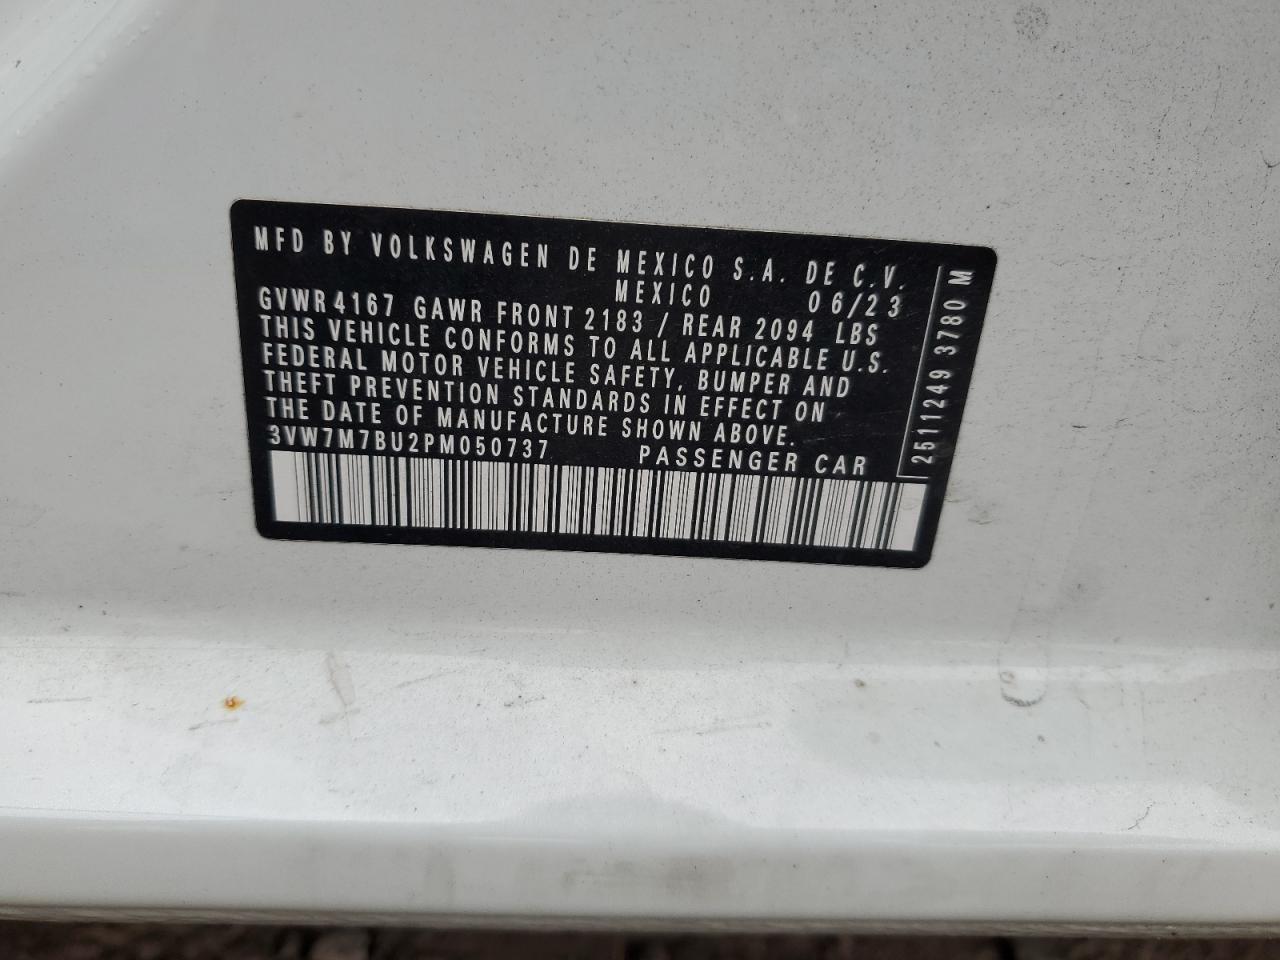 MFD BY VOLKSWAGEN DE MEXICO S.A. DE C.V.
MEXICO 06/23
GVWR 4167 GAWR FRONT 2183 / REAR 2094 LBS
THIS VEHICLE CONFORMS TO ALL APPLICABLE U.S.
FEDERAL MOTOR VEHICLE SAFETY, BUMPER AND
THEFT PREVENTION STANDARDS IN EFFECT ON
THE DATE OF MANUFACTURE SHOWN ABOVE.
3VW7M7BU2PM050737 PASSENGER CAR
2511249 3780 M